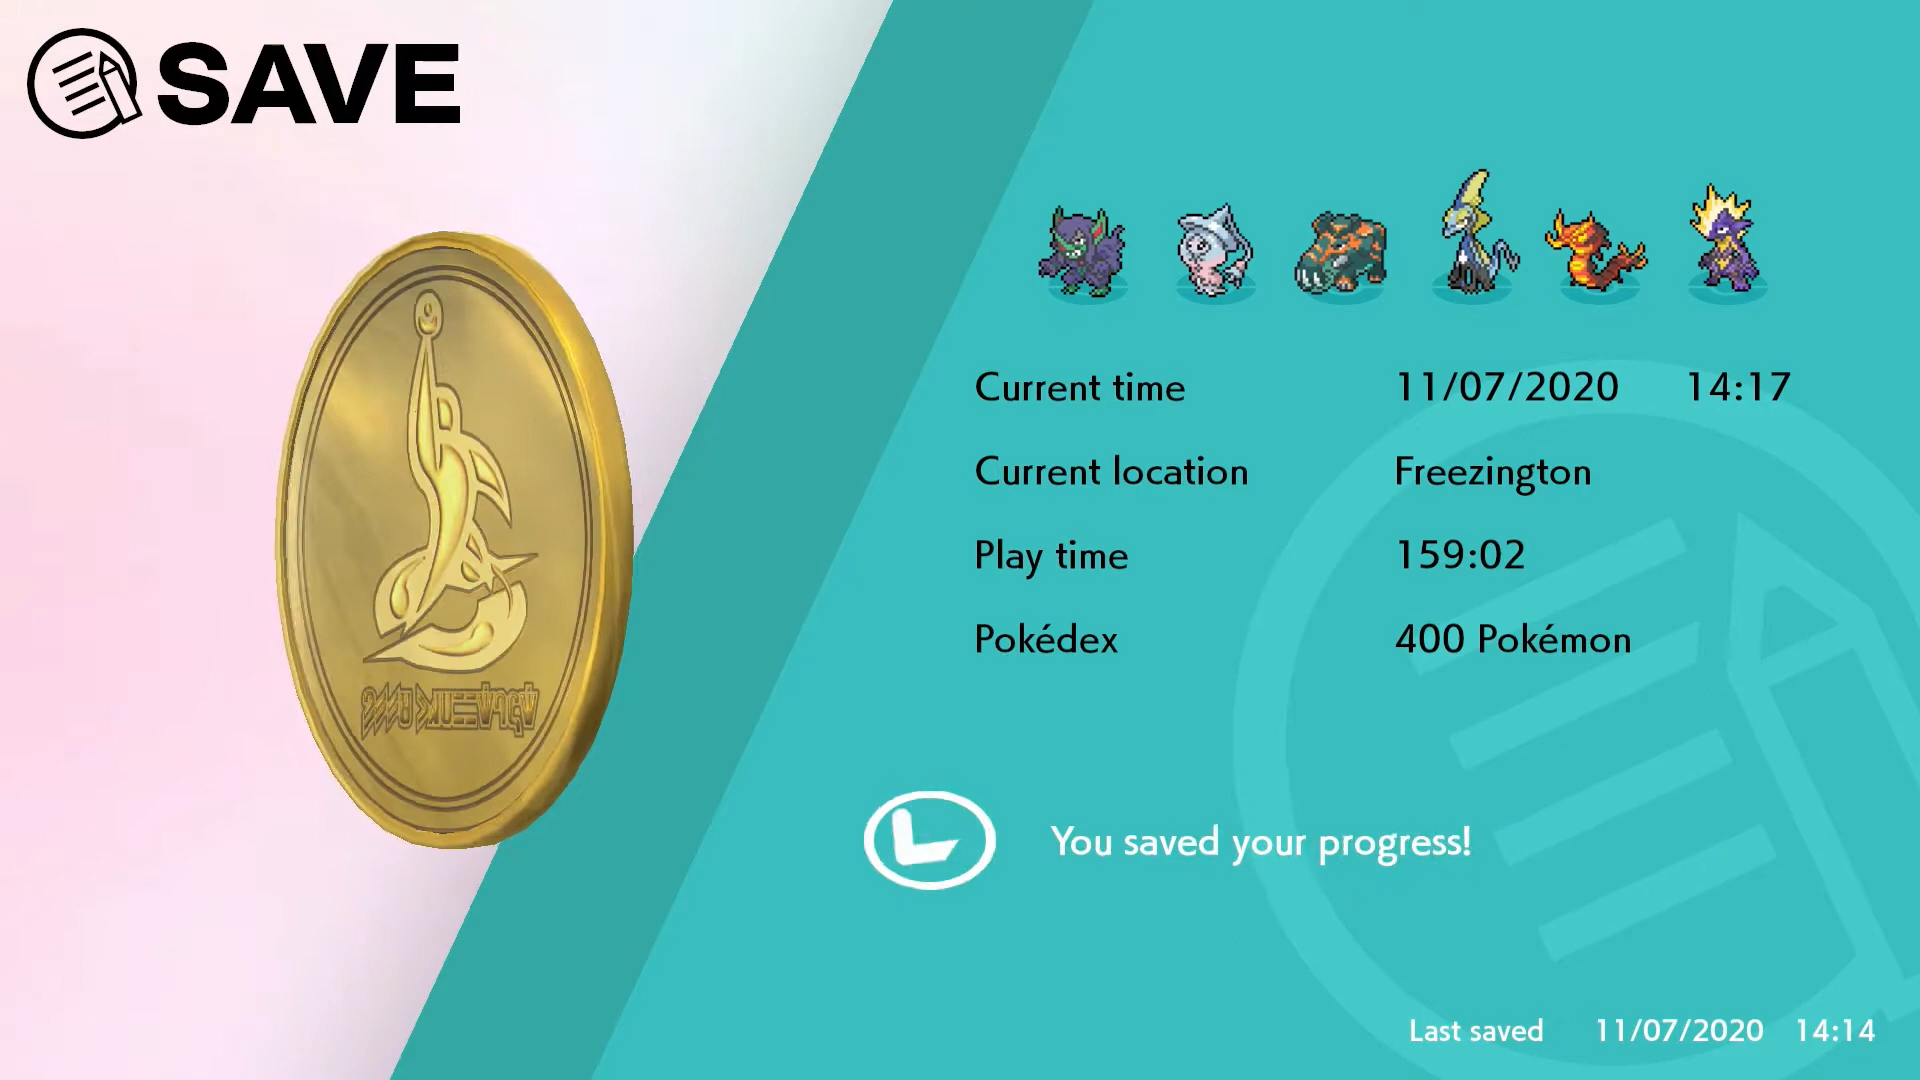 SAVE
Current time 11/07/2020 14:17
Current location Freezington
Play time 159:02
Pokédex 400 Pokémon
You saved your progress!
Last saved 11/07/2020 14:14